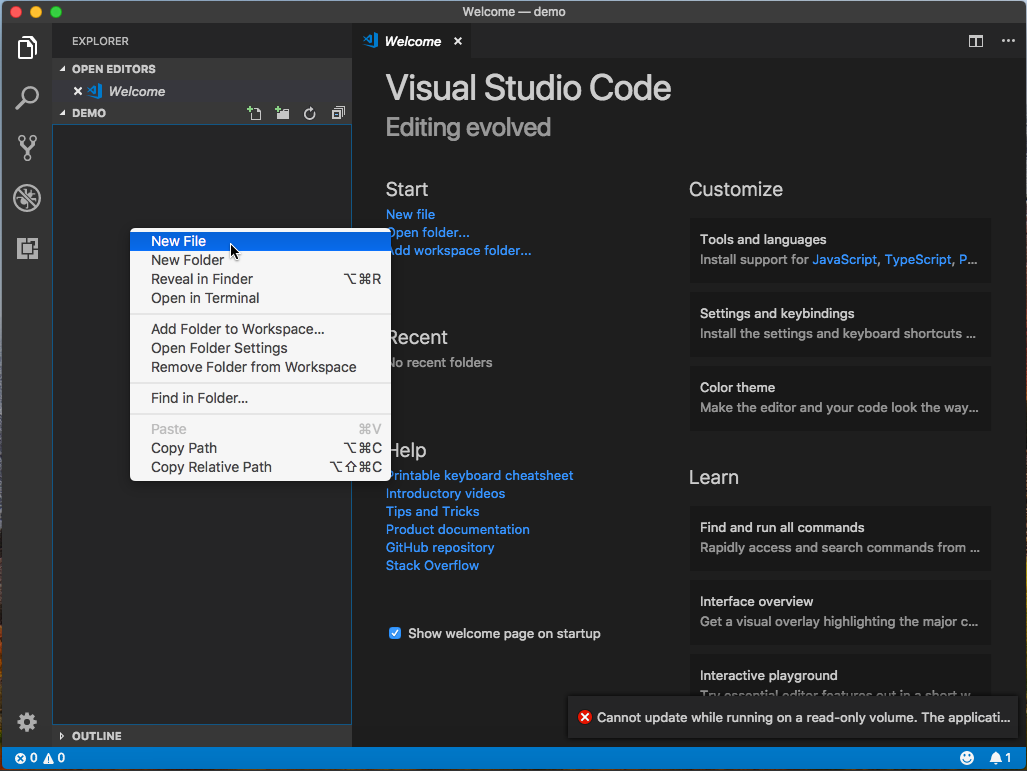 Welcome — demo
EXPLORER
OPEN EDITORS
Welcome
DEMO
New File
New Folder
Reveal in Finder ⌥⌘R
Open in Terminal
Add Folder to Workspace...
Open Folder Settings
Remove Folder from Workspace
Find in Folder...
Paste ⌘V
Copy Path ⌥⌘C
Copy Relative Path ⌥⇧⌘C
OUTLINE
Welcome
Visual Studio Code
Editing evolved
Start
New file
Open folder...
Add workspace folder...
Recent
No recent folders
Help
Printable keyboard cheatsheet
Introductory videos
Tips and Tricks
Product documentation
GitHub repository
Stack Overflow
Show welcome page on startup
Customize
Tools and languages
Install support for JavaScript, TypeScript, P...
Settings and keybindings
Install the settings and keyboard shortcuts ...
Color theme
Make the editor and your code look the way...
Learn
Find and run all commands
Rapidly access and search commands from ...
Interface overview
Get a visual overlay highlighting the major c...
Interactive playground
Try essential editor features out in a short w...
Cannot update while running on a read-only volume. The applicati...
0 0
1